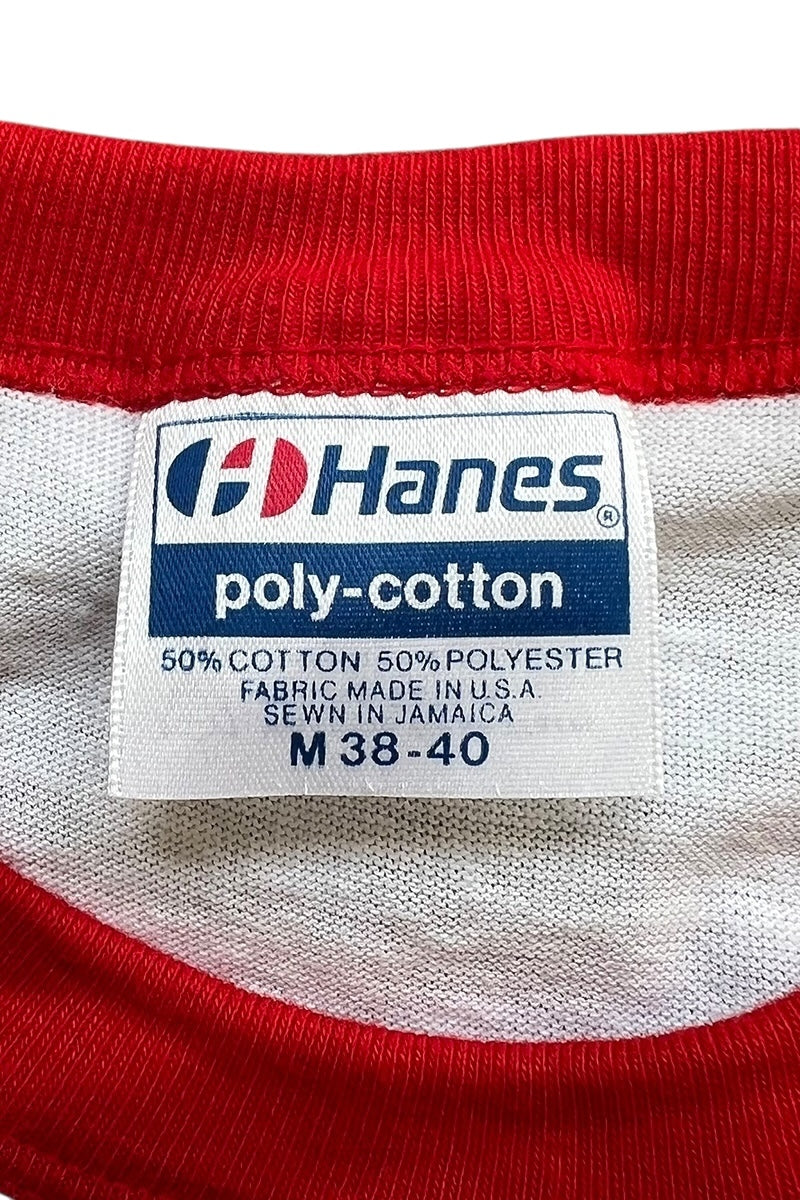 Hanes®
poly-cotton
50% COTTON 50% POLYESTER
FABRIC MADE IN U.S.A.
SEWN IN JAMAICA
M 38-40